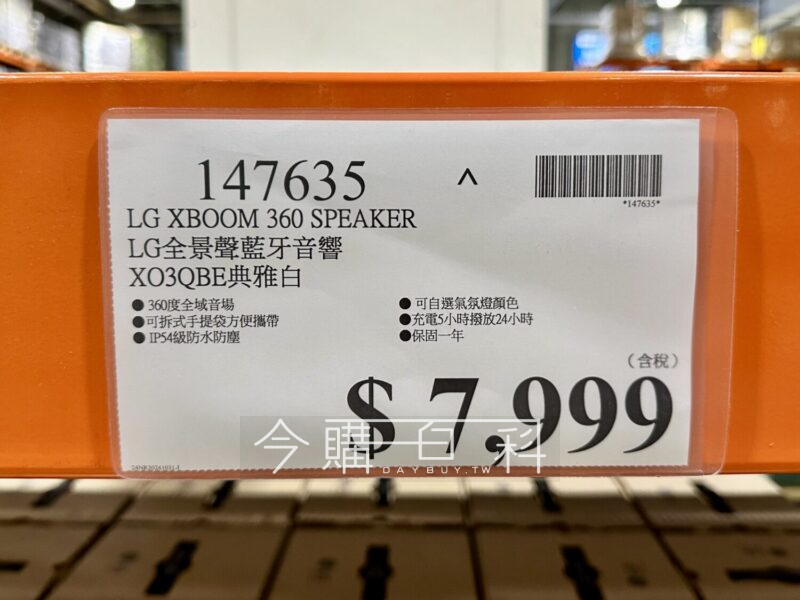 147635
^
*147635*
LG XBOOM 360 SPEAKER
LG全景聲藍牙音響
XO3QBE典雅白
● 360度全域音場
●可拆式手提袋方便攜帶
● IP54級防水防塵
● 可自選氣氛燈顏色
●充電5小時撥放24小時
●保固一年
(含稅)
$ 7,999
今購百科
DAYBUY.TW